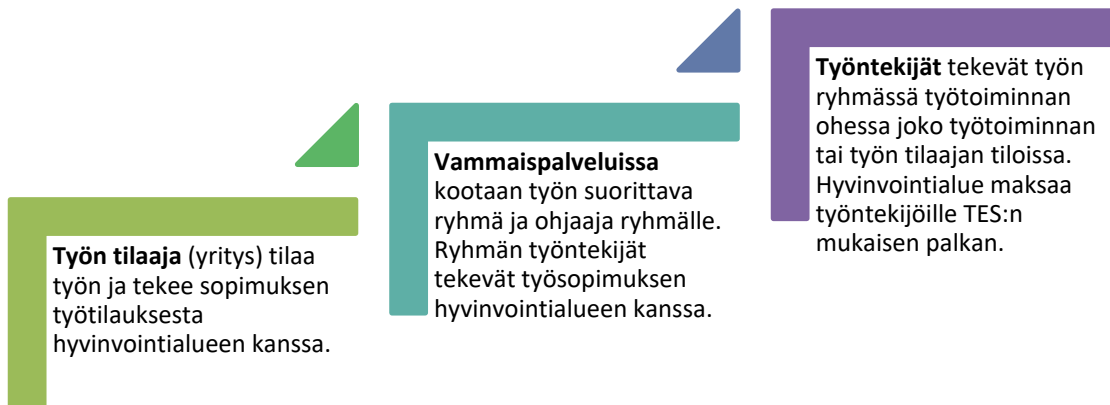 Työn tilaaja (yritys) tilaa
työn ja tekee sopimuksen
työtilauksesta
hyvinvointialueen kanssa.
Vammaispalveluissa
kootaan työn suorittava
ryhmä ja ohjaaja ryhmälle.
Ryhmän työntekijät
tekevät työsopimuksen
hyvinvointialueen kanssa.
Työntekijät tekevät työn
ryhmässä työtoiminnan
ohessa joko työtoiminnan
tai työn tilaajan tiloissa.
Hyvinvointialue maksaa
työntekijöille TES:n
mukaisen palkan.